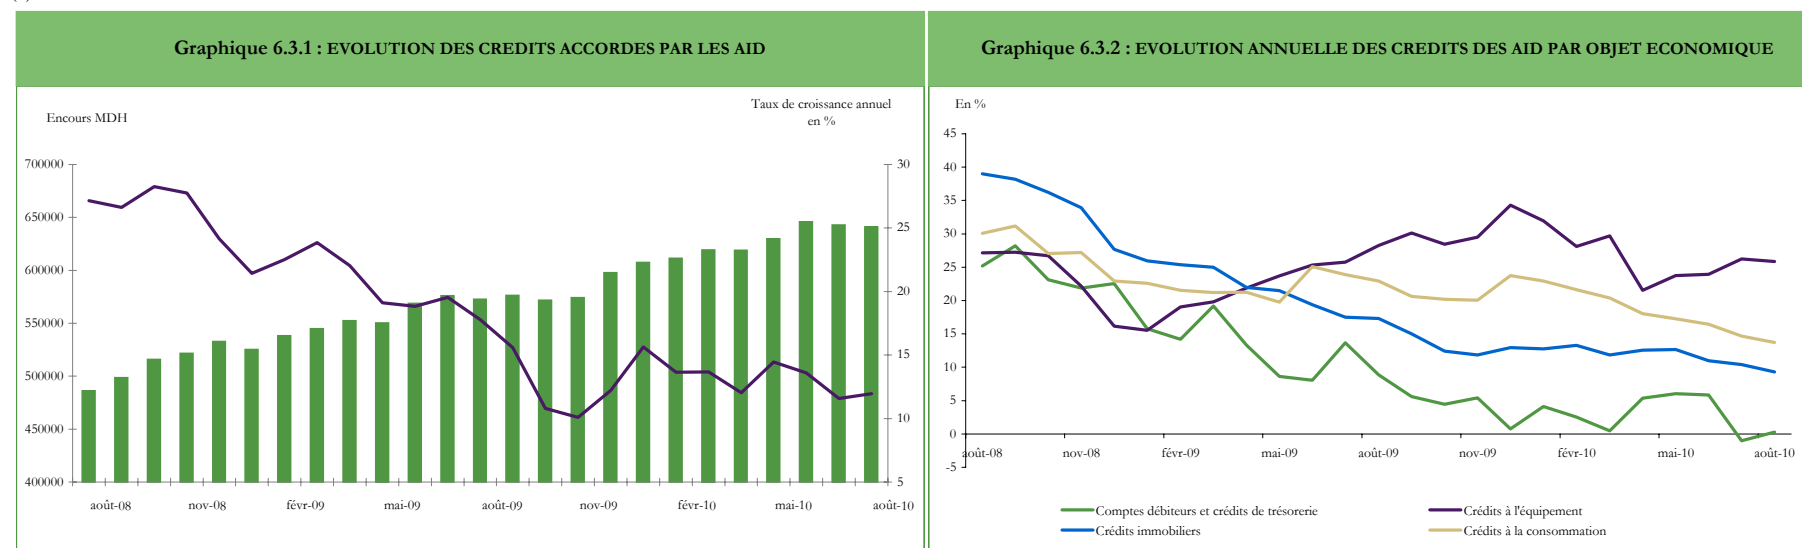 Graphique 6.3.1 : EVOLUTION DES CREDITS ACCORDES PAR LES AID
Encours MDH
Taux de croissance annuel
en %
700000
650000
600000
550000
500000
450000
400000
30
25
20
15
10
5
août-08 nov-08 févr-09 mai-09 août-09 nov-09 févr-10 mai-10 août-10
Graphique 6.3.2 : EVOLUTION ANNUELLE DES CREDITS DES AID PAR OBJET ECONOMIQUE
En %
45
40
35
30
25
20
15
10
5
0
-5
août-08 nov-08 févr-09 mai-09 août-09 nov-09 févr-10 mai-10 août-10
Comptes débiteurs et crédits de trésorerie Crédits à l'équipement
Crédits immobiliers Crédits à la consommation